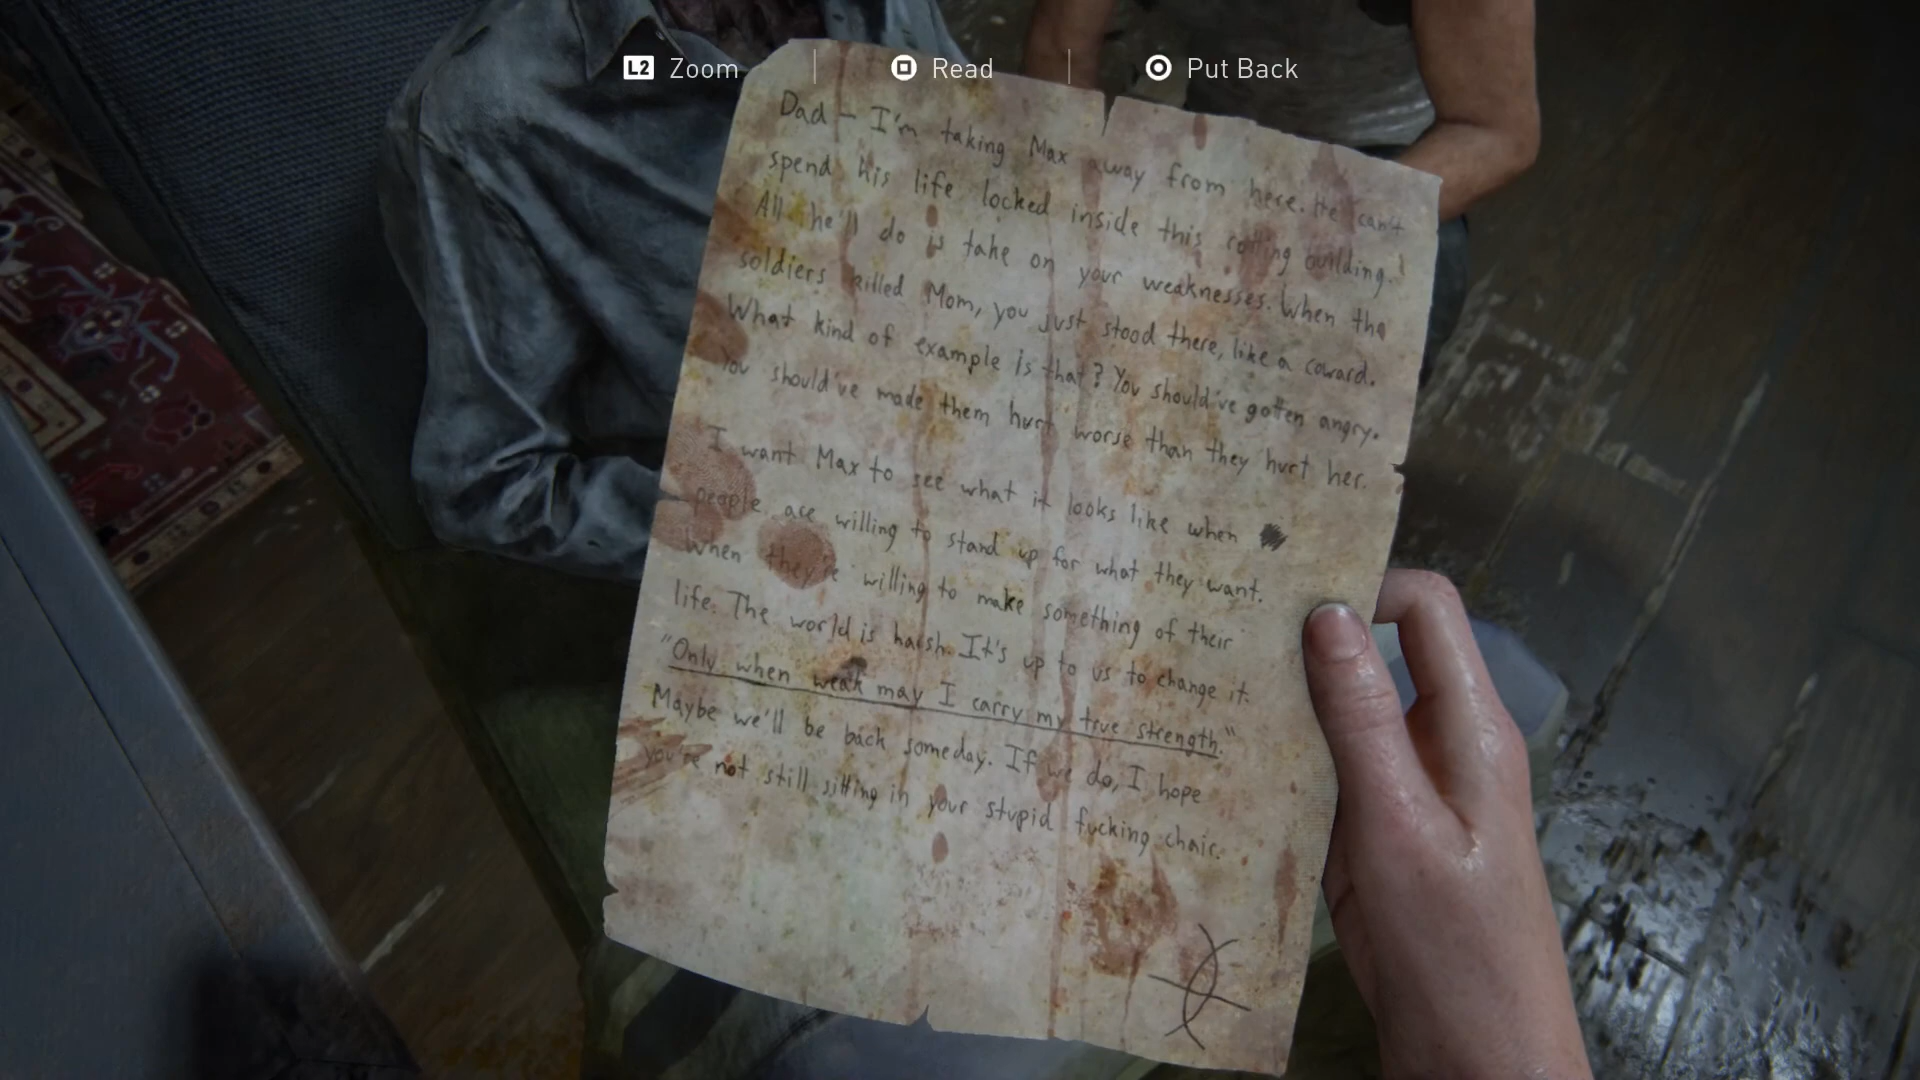 L2 Zoom Read Put Back
Dad – I'm taking Max away from here. He can't
spend his life locked inside this rotting building.
All he'll do is take on your weaknesses. When the
soldiers killed Mom, you just stood there, like a coward.
What kind of example is that? You should've gotten angry.
You should've made them hurt worse than they hurt her.
I want Max to see what it looks like when
people are willing to stand up for what they want.
When they're willing to make something of their
life. The world is harsh. It's up to us to change it.
"Only when weak may I carry my true strength."
Maybe we'll be back someday. If we do, I hope
you're not still sitting in your stupid fucking chair.